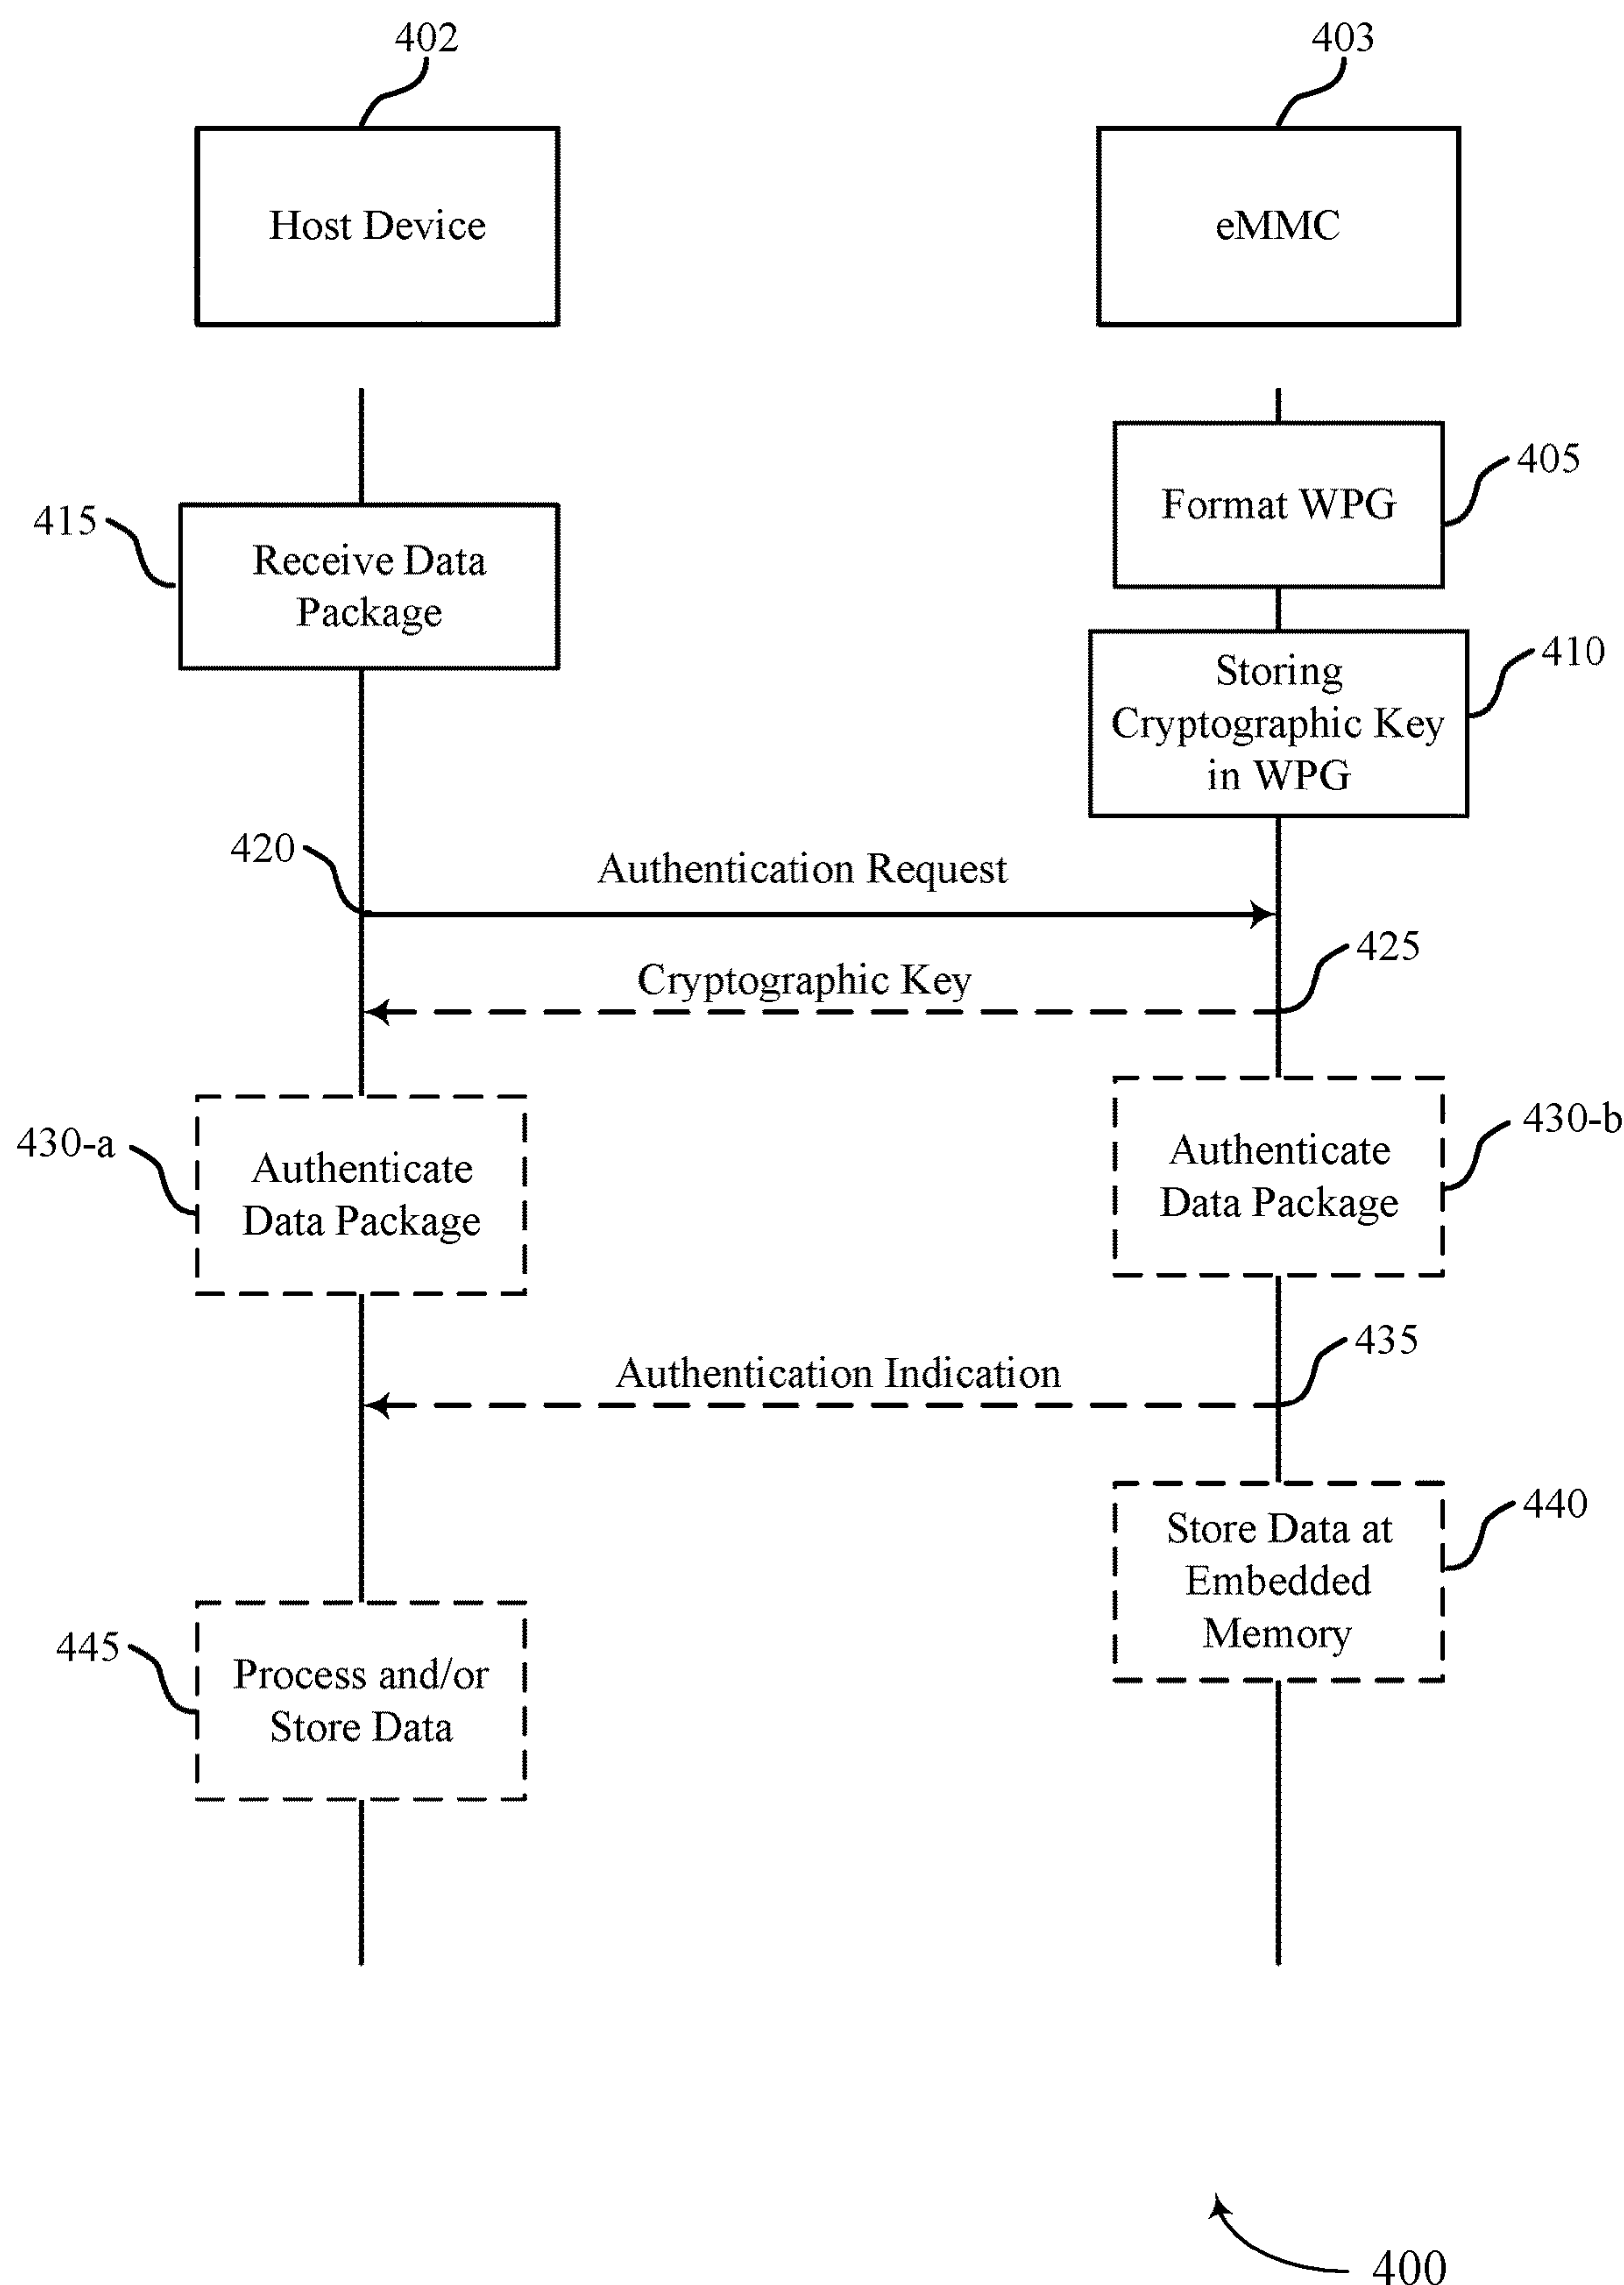 402
403
Host Device
eMMC
405
Format WPG
415
Receive Data
Package
410
Storing
Cryptographic Key
in WPG
420
Authentication Request
425
Cryptographic Key
430-a
Authenticate
Data Package
430-b
Authenticate
Data Package
435
Authentication Indication
440
Store Data at
Embedded
Memory
445
Process and/or
Store Data
400